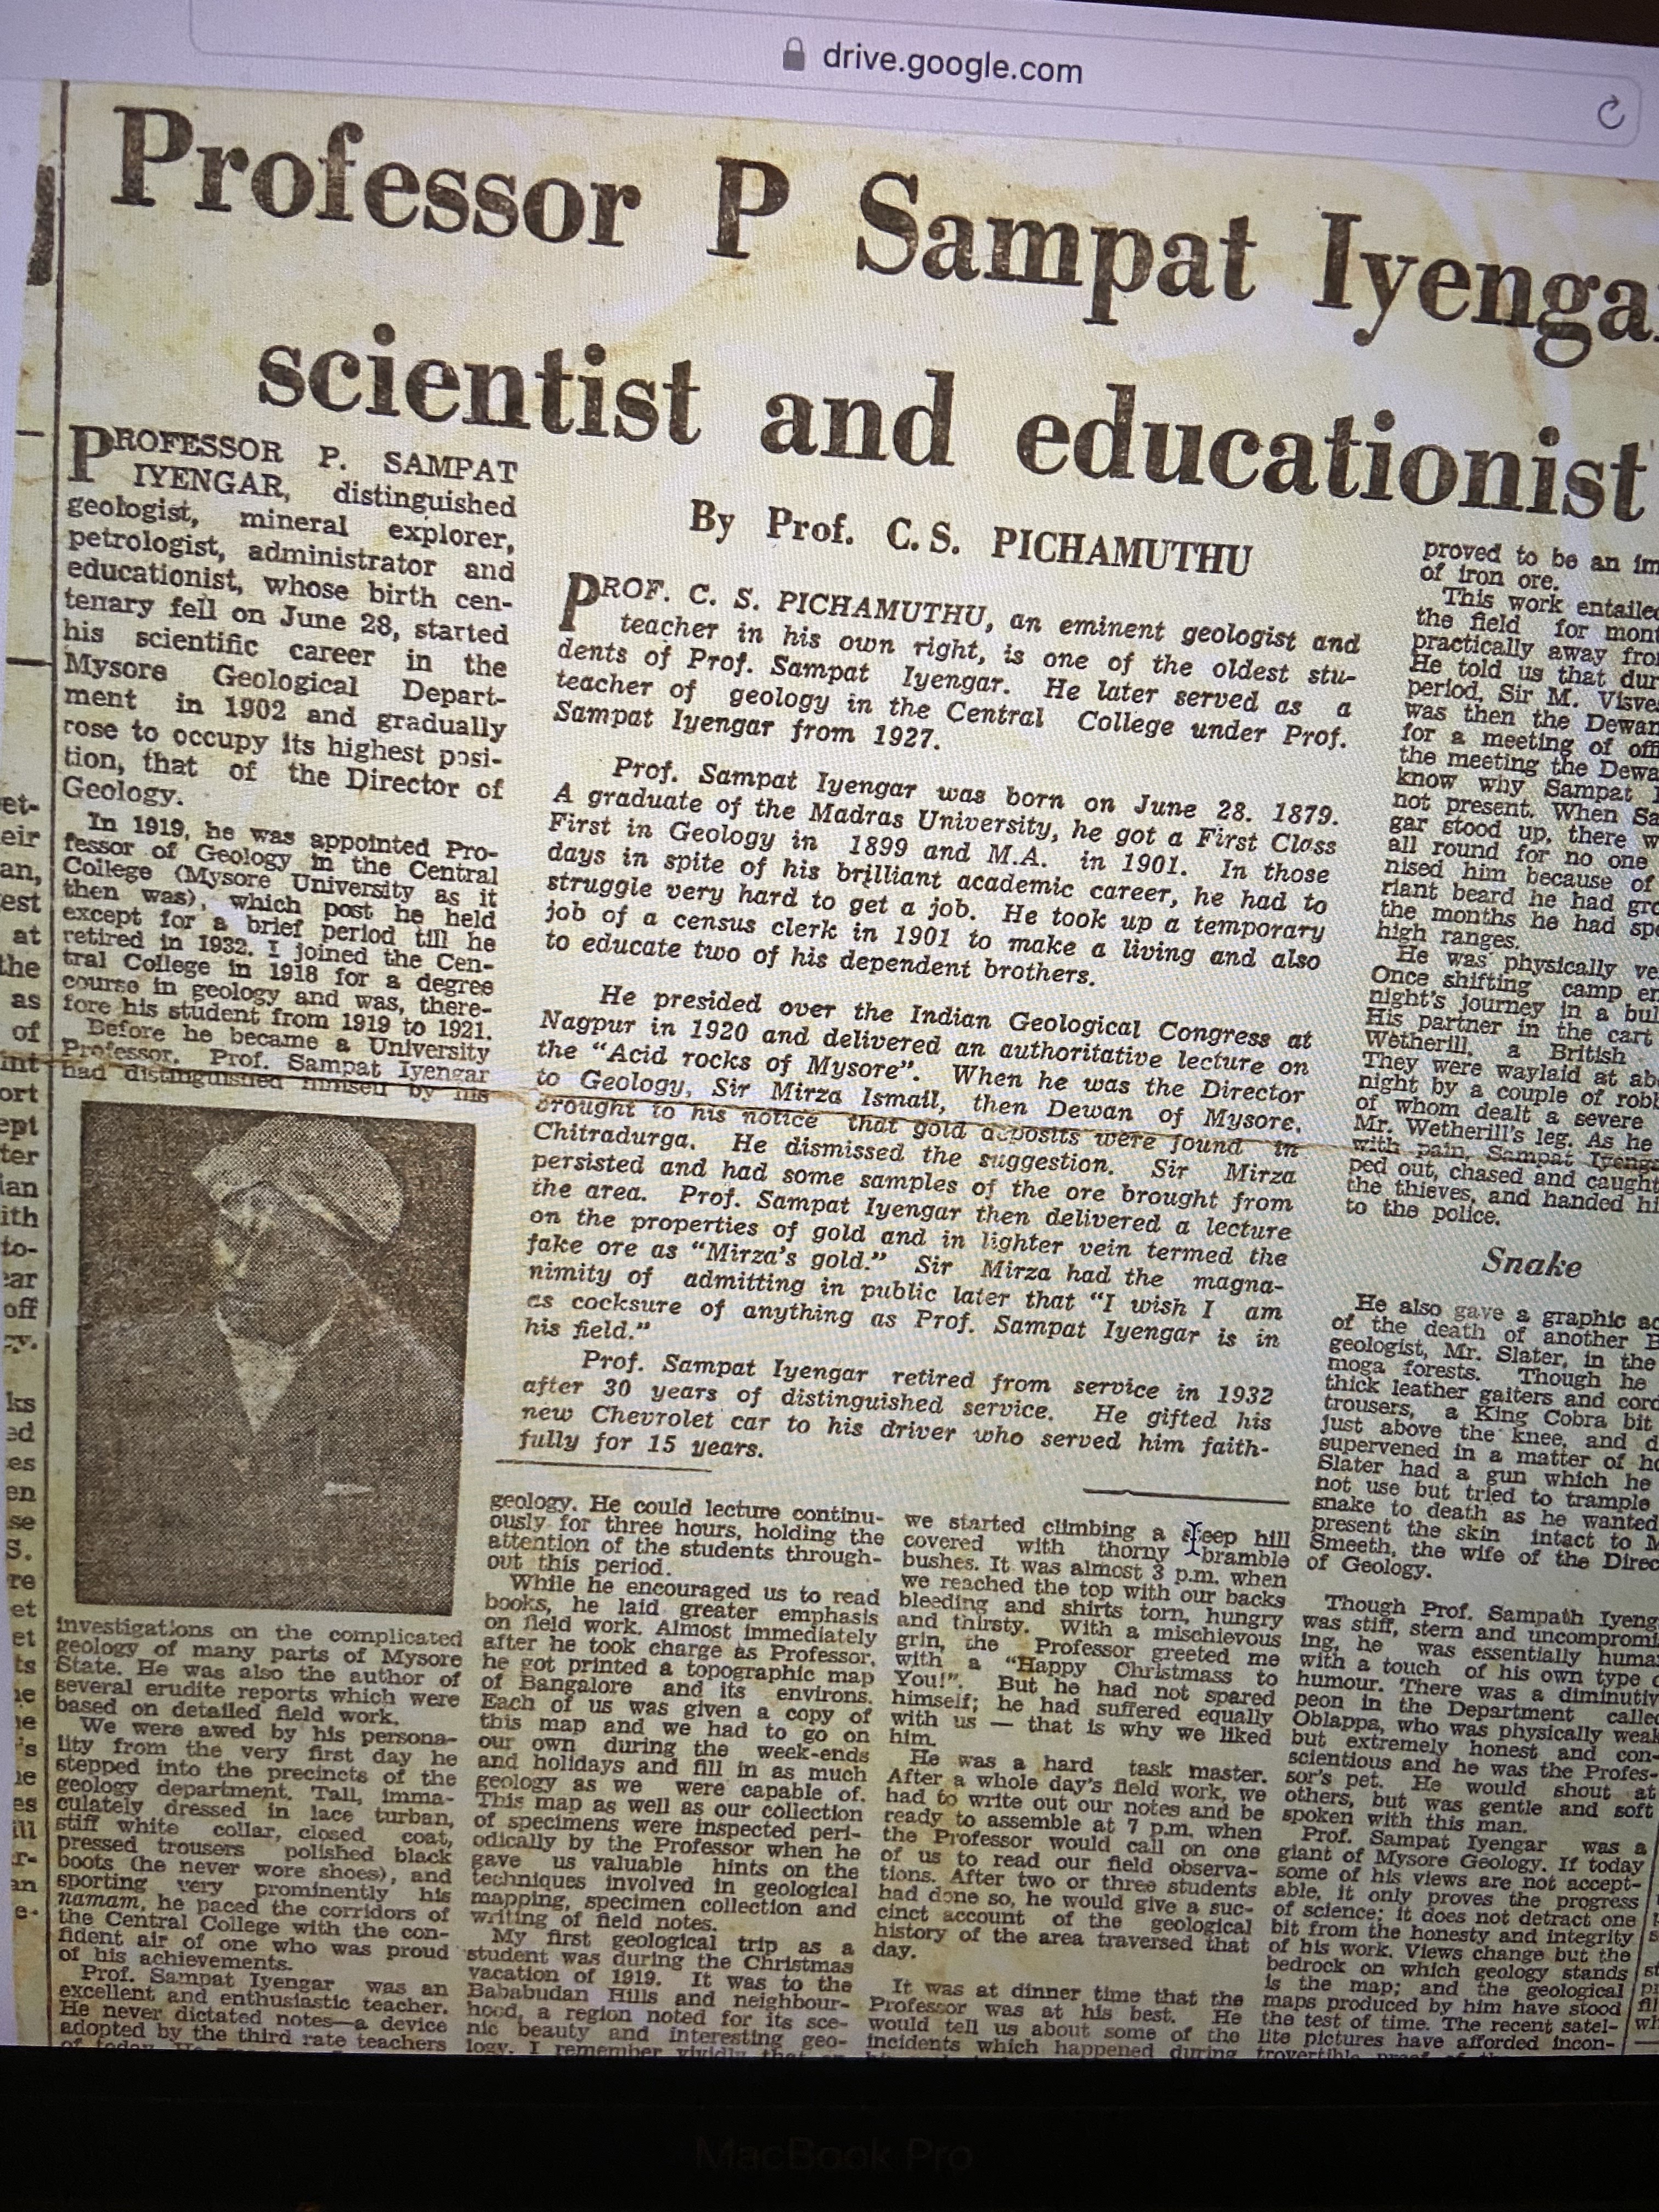 drive.google.com
Professor P Sampat Iyenga
scientist and educationist
By Prof. C. S. PICHAMUTHU
PROFESSOR P. SAMPAT
IYENGAR, distinguished
geologist, mineral explorer,
petrologist, administrator and
educationist, whose birth cen-
tenary fell on June 28, started
his scientific career in the
Mysore Geological Depart-
ment in 1902 and gradually
rose to occupy its highest posi-
tion, that of the Director of
Geology.
In 1919, he was appointed Pro-
fessor of Geology in the Central
College (Mysore University as it
then was), which post he held
except for a brief period till he
retired in 1932. I joined the Cen-
tral College in 1918 for a degree
course in geology and was, there-
fore his student from 1919 to 1921.
Before he became a University
Professor, Prof. Sampat Iyengar
had distinguished himself by his
investigations on the complicated
geology of many parts of Mysore
State. He was also the author of
several erudite reports which were
based on detailed field work.
We were awed by his persona-
lity from the very first day he
stepped into the precincts of the
geology department. Tall, imma-
culately dressed in lace turban,
stiff white collar, closed coat,
pressed trousers polished black
boots (he never wore shoes), and
sporting very prominently his
namam, he paced the corridors of
the Central College with the con-
fident air of one who was proud
of his achievements.
Prof. Sampat Iyengar was an
excellent and enthusiastic teacher.
He never dictated notes—a device
adopted by the third rate teachers
of today. He
PROF. C. S. PICHAMUTHU, an eminent geologist and
teacher in his own right, is one of the oldest stu-
dents of Prof. Sampat Iyengar. He later served as a
teacher of geology in the Central College under Prof.
Sampat Iyengar from 1927.
Prof. Sampat Iyengar was born on June 28. 1879.
A graduate of the Madras University, he got a First Class
First in Geology in 1899 and M.A. in 1901. In those
days in spite of his brilliant academic career, he had to
struggle very hard to get a job. He took up a temporary
job of a census clerk in 1901 to make a living and also
to educate two of his dependent brothers.
He presided over the Indian Geological Congress at
Nagpur in 1920 and delivered an authoritative lecture on
the "Acid rocks of Mysore". When he was the Director
to Geology, Sir Mirza Ismail, then Dewan of Mysore,
brought to his notice that gold deposits were found in
Chitradurga. He dismissed the suggestion. Sir Mirza
persisted and had some samples of the ore brought from
the area. Prof. Sampat Iyengar then delivered a lecture
on the properties of gold and in lighter vein termed the
fake ore as "Mirza's gold." Sir Mirza had the magna-
nimity of admitting in public later that "I wish I am
as cocksure of anything as Prof. Sampat Iyengar is in
his field."
Prof. Sampat Iyengar retired from service in 1932
after 30 years of distinguished service. He gifted his
new Chevrolet car to his driver who served him faith-
fully for 15 years.
geology. He could lecture continu-
ously for three hours, holding the
attention of the students through-
out this period.
While he encouraged us to read
books, he laid greater emphasis
on field work. Almost immediately
after he took charge as Professor,
he got printed a topographic map
of Bangalore and its environs.
Each of us was given a copy of
this map and we had to go on
our own during the week-ends
and holidays and fill in as much
geology as we were capable of.
This map as well as our collection
of specimens were inspected peri-
odically by the Professor when he
gave us valuable hints on the
techniques involved in geological
mapping, specimen collection and
writing of field notes.
My first geological trip as a
student was during the Christmas
vacation of 1919. It was to the
Bababudan Hills and neighbour-
hood, a region noted for its sce-
nic beauty and interesting geo-
logy. I remember vividly that
we started climbing a steep hill
covered with thorny bramble
bushes. It was almost 3 p.m. when
we reached the top with our backs
bleeding and shirts torn, hungry
and thirsty. With a mischievous
grin, the Professor greeted me
with a "Happy Christmass to
You!". But he had not spared
himself; he had suffered equally
with us — that is why we liked
him.
He was a hard task master.
After a whole day's field work, we
had to write out our notes and be
ready to assemble at 7 p.m. when
the Professor would call on one
of us to read our field observa-
tions. After two or three students
had done so, he would give a suc-
cinct account of the geological
history of the area traversed that
day.
It was at dinner time that the
Professor was at his best. He
would tell us about some of the
incidents which happened during
proved to be an im
of iron ore.
This work entailed
the field for mont
practically away fro
He told us that dur
period, Sir M. Visve
was then the Dewan
for a meeting of off
the meeting the Dewa
know why Sampat I
not present. When Sa
gar stood up, there w
all round for no one
nised him because of
riant beard he had gro
the months he had spe
high ranges.
He was physically ve
Once shifting camp en
night's journey in a bul
His partner in the cart
Wetherill, a British
They were waylaid at ab
night by a couple of robb
of whom dealt a severe
Mr. Wetherill's leg. As he
with pain, Sampat Iyenga
ped out, chased and caught
the thieves, and handed hi
to the police.
Snake
He also gave a graphic ac
of the death of another B
geologist, Mr. Slater, in the
moga forests. Though he
thick leather gaiters and cord
trousers, a King Cobra bit
just above the knee, and d
supervened in a matter of ho
Slater had a gun which he
not use but tried to trample
snake to death as he wanted
present the skin intact to M
Smeeth, the wife of the Direc
of Geology.
Though Prof. Sampath Iyeng
was stiff, stern and uncompromi
ing, he was essentially huma
with a touch of his own type o
humour. There was a diminutiv
peon in the Department called
Oblappa, who was physically weak
but extremely honest and con-
scientious and he was the Profes-
sor's pet. He would shout at
others, but was gentle and soft
spoken with this man.
Prof. Sampat Iyengar was a
giant of Mysore Geology. If today
some of his views are not accept-
able, it only proves the progress
of science; it does not detract one
bit from the honesty and integrity
of his work. Views change but the
bedrock on which geology stands
is the map; and the geological
maps produced by him have stood
the test of time. The recent satel-
lite pictures have afforded incon-
trovertible
MacBook Pro